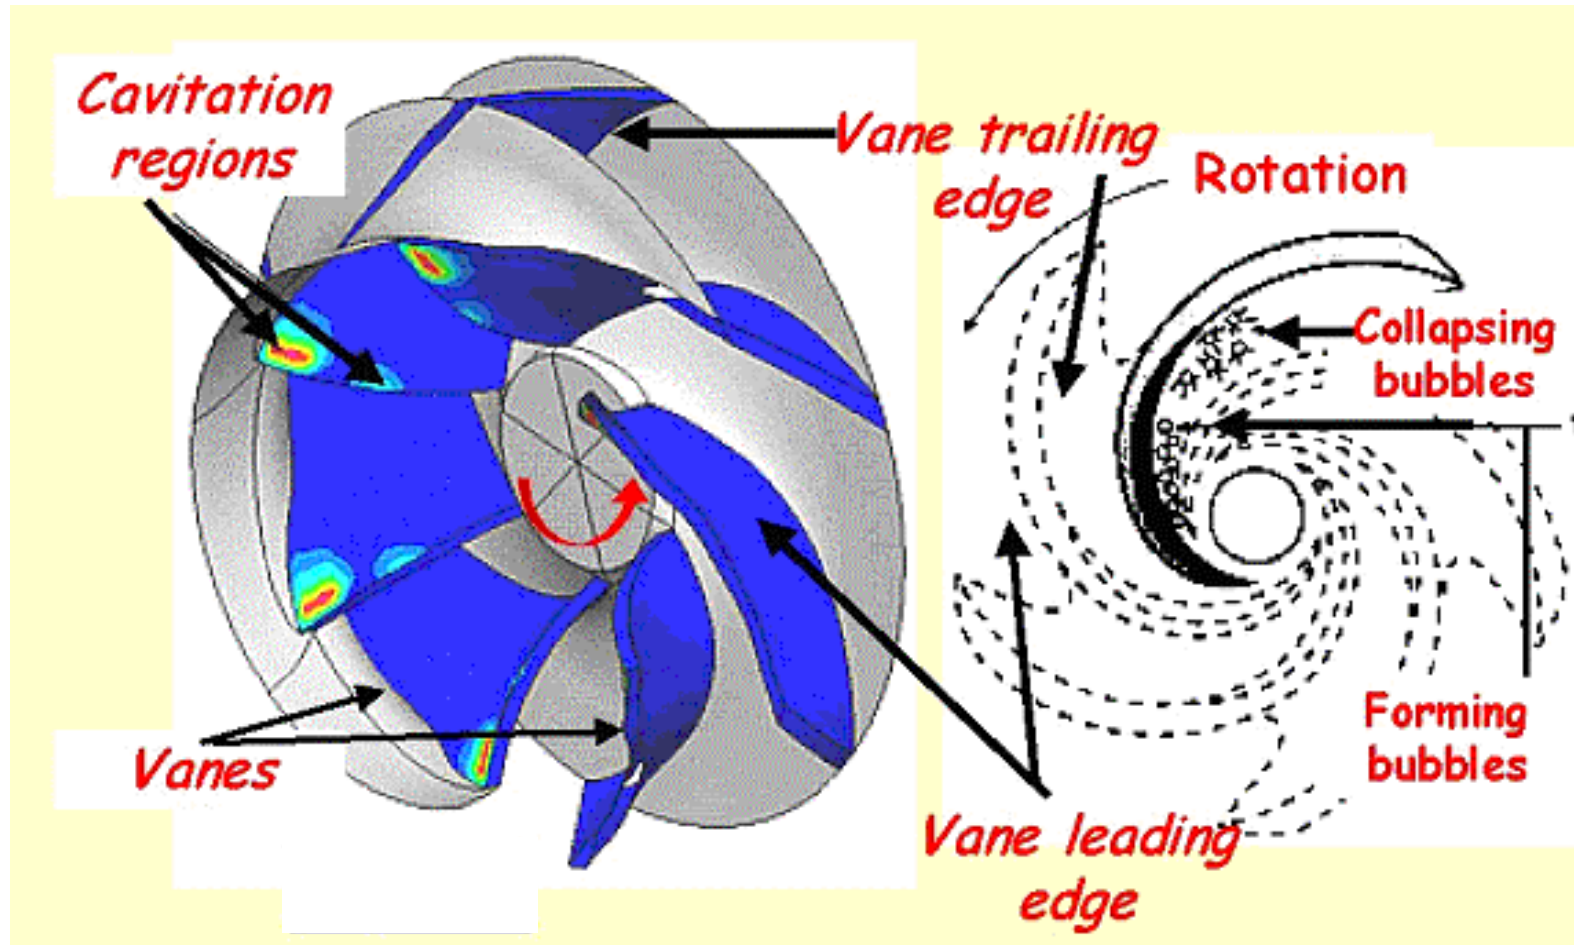 Cavitation
regions
Vane trailing
edge
Rotation
Collapsing
bubbles
Vanes
Forming
bubbles
Vane leading
edge